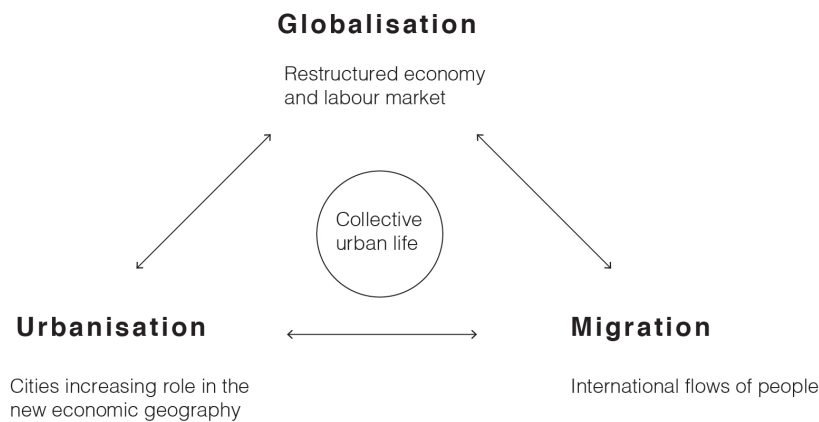 Globalisation
Restructured economy
and labour market
Collective
urban life
Urbanisation
Migration
Cities increasing role in the
new economic geography
International flows of people